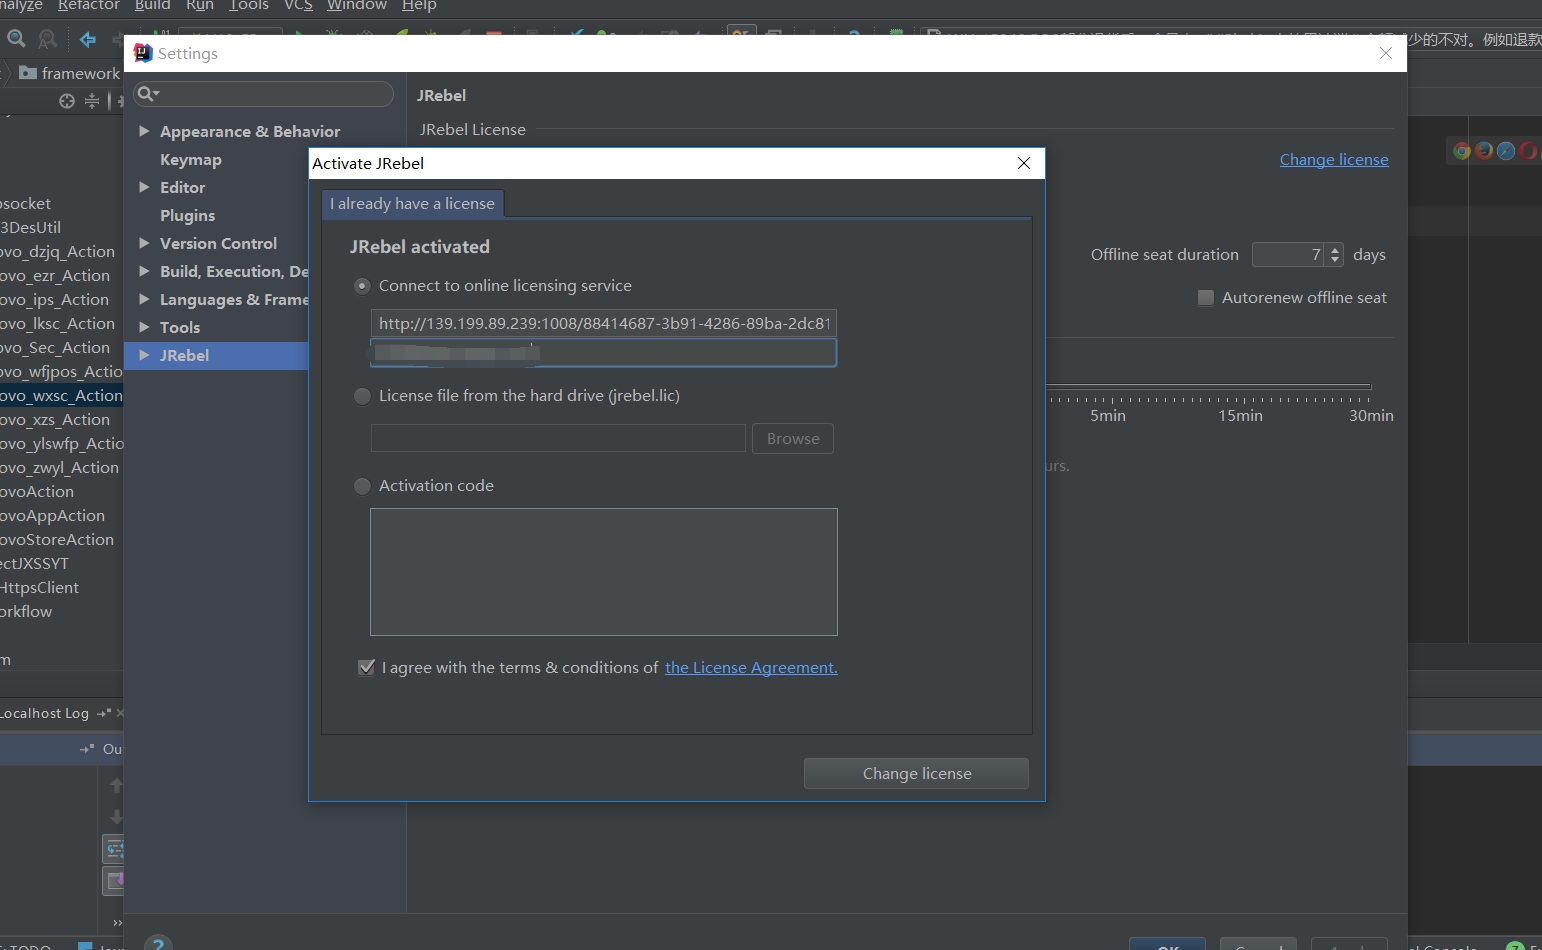 nalyze Refactor Build Run Tools VCS Window Help
少的不对。例如退款
Settings
framework
JRebel
JRebel License
Appearance & Behavior
Keymap
Activate JRebel
Change license
Editor
I already have a license
Plugins
osocket
3DesUtil
Version Control
JRebel activated
ovo_dzjq_Action
Offline seat duration 7 days
Build, Execution, De
ovo_ezr_Action
Connect to online licensing service
Languages & Frame
Autorenew offline seat
ovo_ips_Action
http://139.199.89.239:1008/88414687-3b91-4286-89ba-2dc81
ovo_lksc_Action
Tools
ovo_Sec_Action
JRebel
ovo_wfjpos_Actio
ovo_wxsc_Action
License file from the hard drive (jrebel.lic)
ovo_xzs_Action
5min 15min 30min
Browse
ovo_ylswfp_Actio
ovo_zwyl_Action
urs.
Activation code
ovoAction
ovoAppAction
ovoStoreAction
ectJXSSYT
HttpsClient
orkflow
m
I agree with the terms & conditions of the License Agreement.
Localhost Log
Ou
Change license